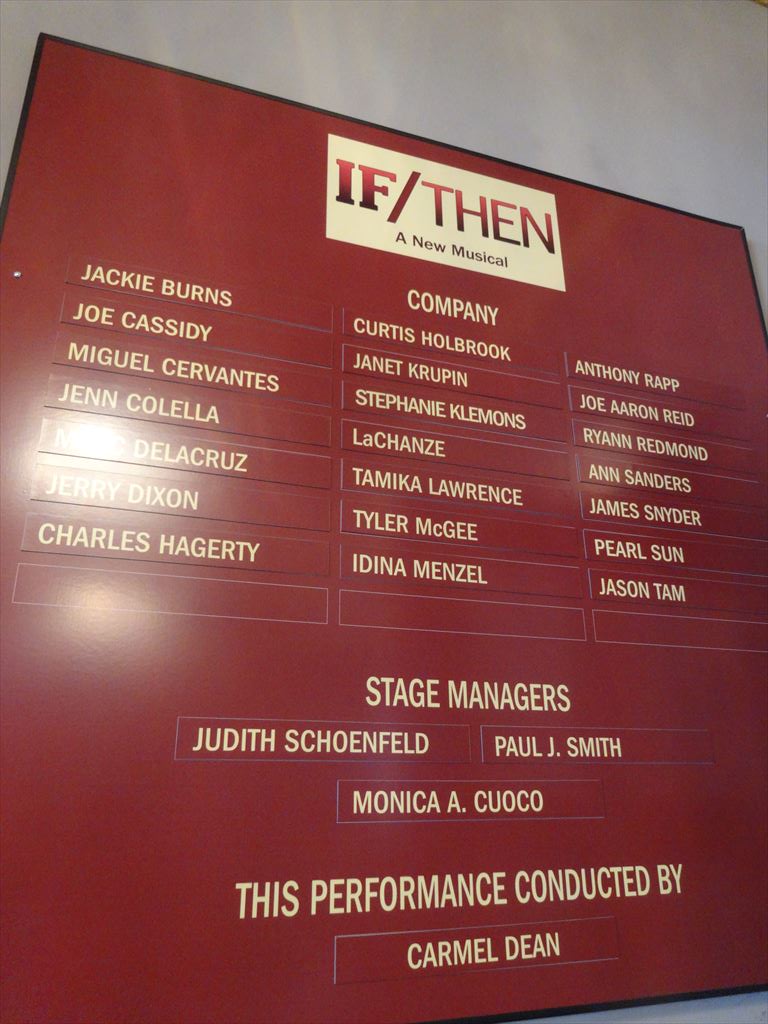 IF/THEN
A New Musical
COMPANY
JACKIE BURNS
JOE CASSIDY
MIGUEL CERVANTES
JENN COLELLA
DELACRUZ
JERRY DIXON
CHARLES HAGERTY
CURTIS HOLBROOK
JANET KRUPIN
STEPHANIE KLEMONS
LaCHANZE
TAMIKA LAWRENCE
TYLER McGEE
IDINA MENZEL
ANTHONY RAPP
JOE AARON REID
RYANN REDMOND
ANN SANDERS
JAMES SNYDER
PEARL SUN
JASON TAM
STAGE MANAGERS
JUDITH SCHOENFELD PAUL J. SMITH
MONICA A. CUOCO
THIS PERFORMANCE CONDUCTED BY
CARMEL DEAN